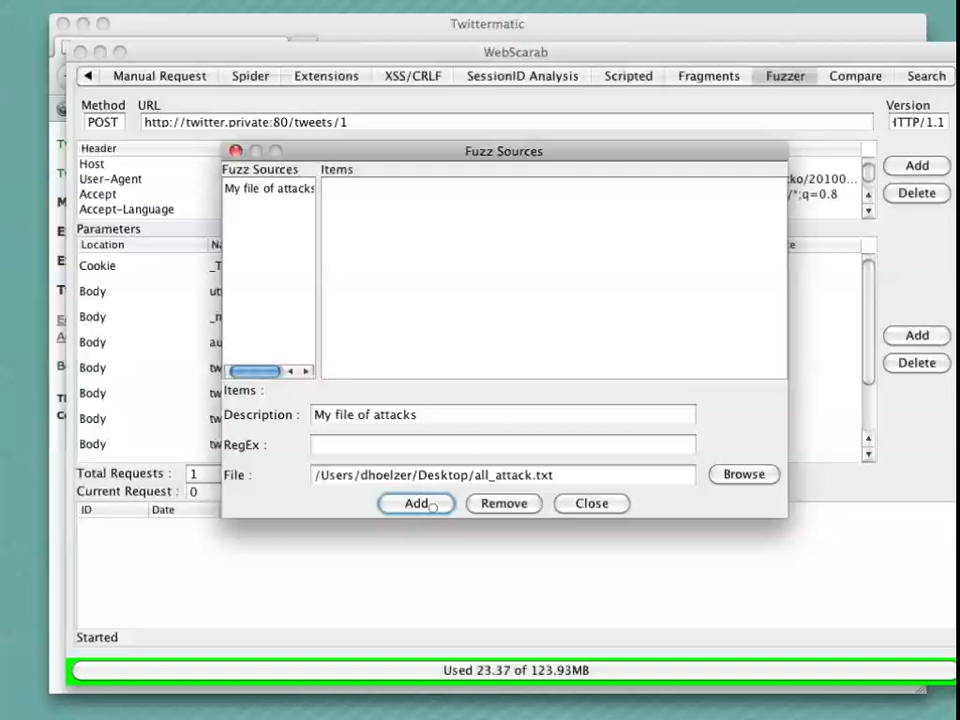 Twittermatic
WebScarab
Manual Request Spider Extensions XSS/CRLF SessionID Analysis Scripted Fragments Fuzzer Compare Search
Method URL Version
POST http://twitter.private:80/tweets/1 HTTP/1.1
Header
Host
User-Agent
Accept
Accept-Language
Parameters
Location
Cookie
Body
Body
Body
Body
Body
Body
Body
Total Requests : 1
Current Request : 0
ID Date
Started
Used 23.37 of 123.93MB
Fuzz Sources
Fuzz Sources Items
My file of attacks
Items :
Description : My file of attacks
RegEx :
File : /Users/dhoelzer/Desktop/all_attack.txt Browse
Add Remove Close
ko/20100...
/*;q=0.8
Add
Delete
Add
Delete